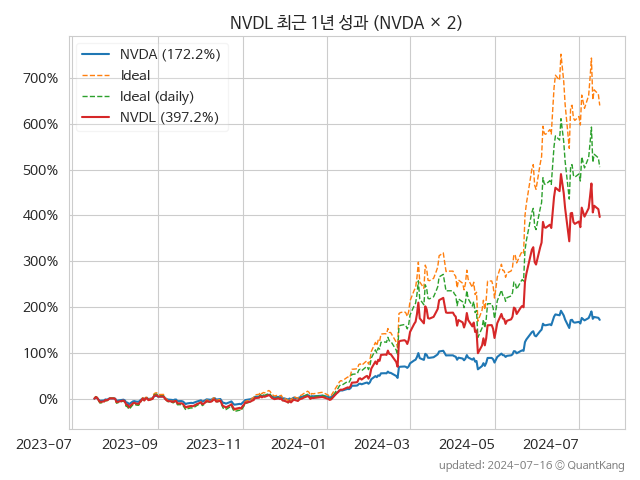 NVDL 최근 1년 성과 (NVDA × 2)
NVDA (172.2%)
Ideal
Ideal (daily)
NVDL (397.2%)
700%
600%
500%
400%
300%
200%
100%
0%
2023-07
2023-09
2023-11
2024-01
2024-03
2024-05
2024-07
updated: 2024-07-16 © QuantKang